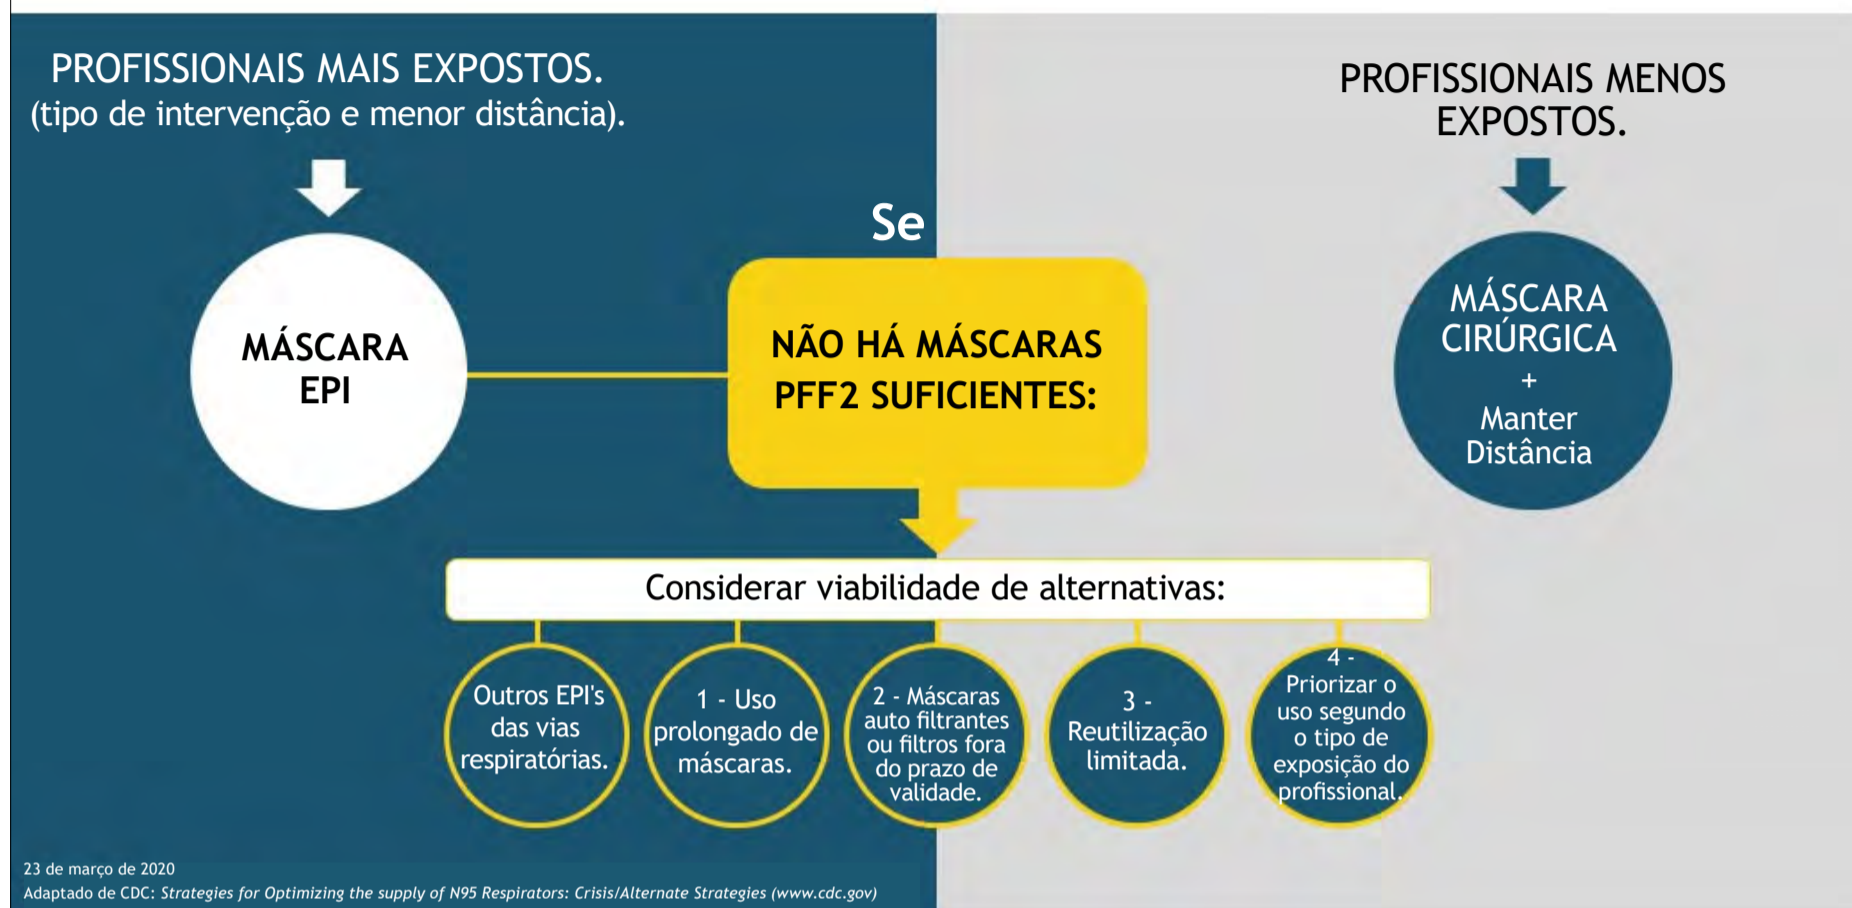 PROFISSIONAIS MAIS EXPOSTOS.
(tipo de intervenção e menor distância).
PROFISSIONAIS MENOS
EXPOSTOS.
Se
MÁSCARA
EPI
NÃO HÁ MÁSCARAS
PFF2 SUFICIENTES:
MÁSCARA
CIRÚRGICA
+
Manter
Distância
Considerar viabilidade de alternativas:
Outros EPI's
das vias
respiratórias.
1 - Uso
prolongado de
máscaras.
2 - Máscaras
auto filtrantes
ou filtros fora
do prazo de
validade.
3 -
Reutilização
limitada.
4 -
Priorizar o
uso segundo
o tipo de
exposição do
profissional.
23 de março de 2020
Adaptado de CDC: Strategies for Optimizing the supply of N95 Respirators: Crisis/Alternate Strategies (www.cdc.gov)